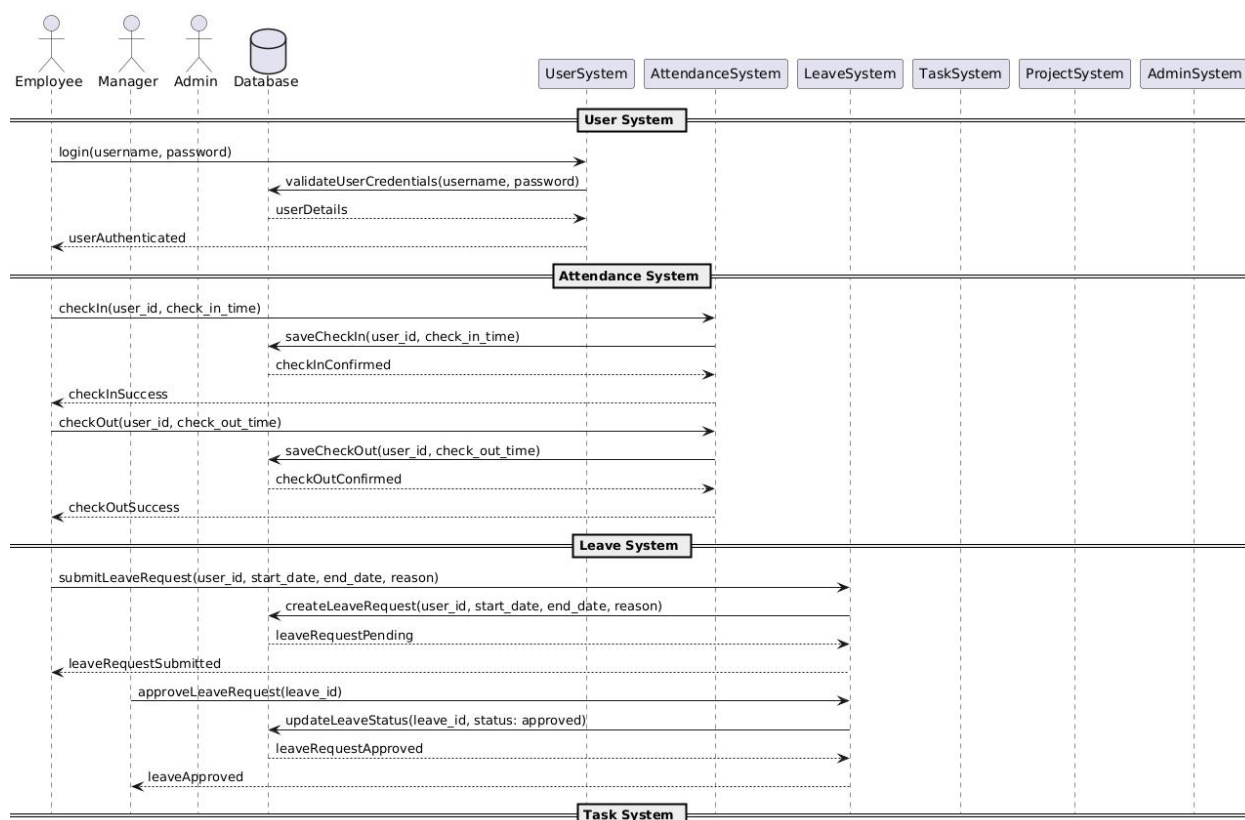 Employee Manager Admin Database
UserSystem AttendanceSystem LeaveSystem TaskSystem ProjectSystem AdminSystem
User System
login(username, password)
validateUserCredentials(username, password)
userDetails
userAuthenticated
Attendance System
checkIn(user_id, check_in_time)
saveCheckIn(user_id, check_in_time)
checkInConfirmed
checkInSuccess
checkOut(user_id, check_out_time)
saveCheckOut(user_id, check_out_time)
checkOutConfirmed
checkOutSuccess
Leave System
submitLeaveRequest(user_id, start_date, end_date, reason)
createLeaveRequest(user_id, start_date, end_date, reason)
leaveRequestPending
leaveRequestSubmitted
approveLeaveRequest(leave_id)
updateLeaveStatus(leave_id, status: approved)
leaveRequestApproved
leaveApproved
Task System